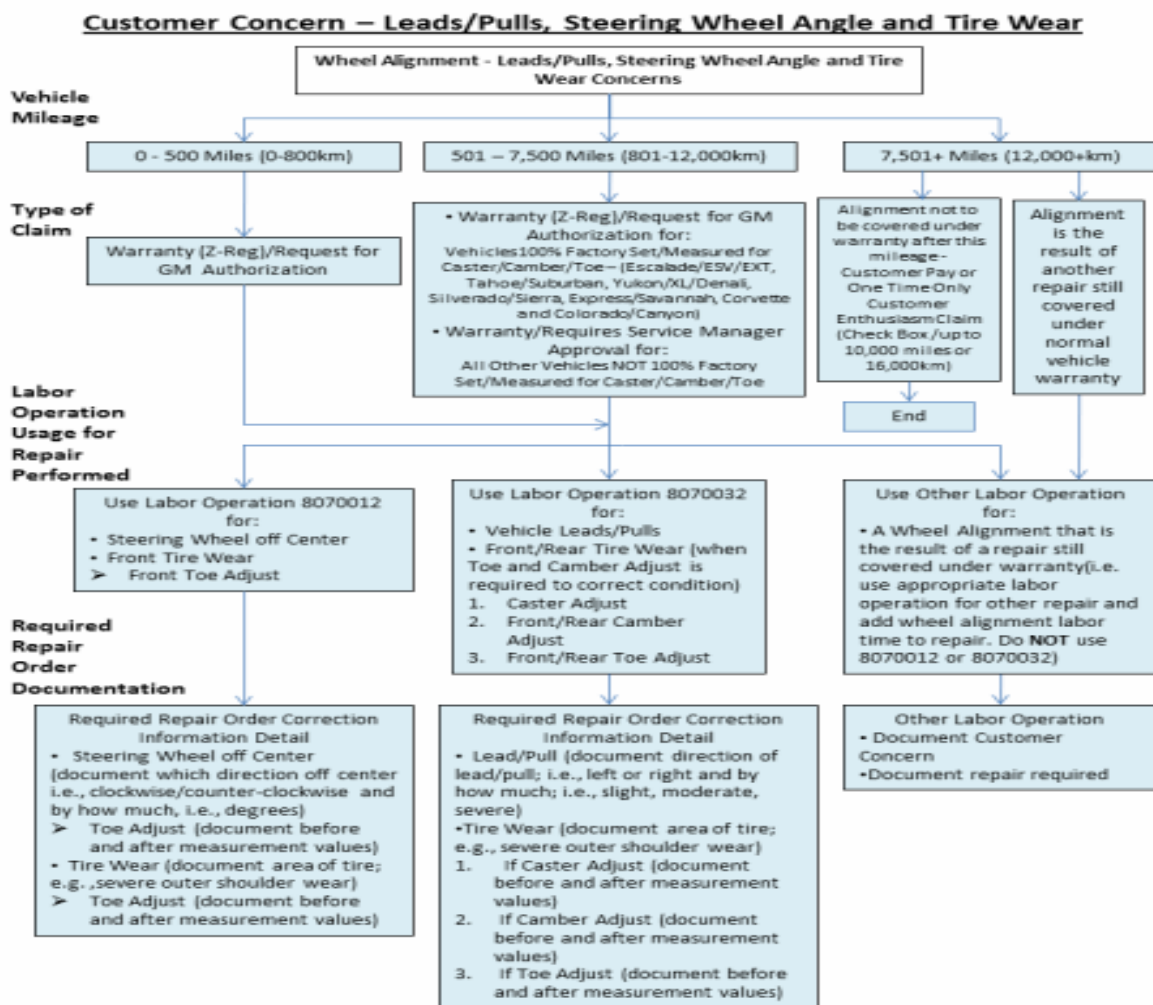 Customer Concern – Leads/Pulls, Steering Wheel Angle and Tire Wear
Wheel Alignment - Leads/Pulls, Steering Wheel Angle and Tire
Wear Concerns
Vehicle
Mileage
0 - 500 Miles (0-800km)
501 – 7,500 Miles (801-12,000km)
7,501+ Miles (12,000+km)
Type of
Claim
Warranty (Z-Reg)/Request for
GM Authorization
• Warranty (Z-Reg)/Request for GM
Authorization for:
Vehicles100% Factory Set/Measured for
Caster/Camber/Toe– (Escalade/ESV/EXT,
Tahoe/Suburban, Yukon/XL/Denali,
Silverado/Sierra, Express/Savannah, Corvette
and Colorado/Canyon)
• Warranty/Requires Service Manager
Approval for:
All Other Vehicles NOT 100% Factory
Set/Measured for Caster/Camber/Toe
Alignment not to
be covered under
warranty after this
mileage-
Customer Pay or
One Time Only
Customer
Enthusiasm Claim
(Check Box /up to
10,000 miles or
16,000km)
Alignment
is the
result of
another
repair still
covered
under
normal
vehicle
warranty
End
Labor
Operation
Usage for
Repair
Performed
Use Labor Operation 8070012
for:
• Steering Wheel off Center
• Front Tire Wear
➢ Front Toe Adjust
Use Labor Operation 8070032
for:
• Vehicle Leads/Pulls
• Front/Rear Tire Wear (when
Toe and Camber Adjust is
required to correct condition)
1. Caster Adjust
2. Front/Rear Camber
Adjust
3. Front/Rear Toe Adjust
Use Other Labor Operation
for:
• A Wheel Alignment that is
the result of a repair still
covered under warranty(i.e.
use appropriate labor
operation for other repair and
add wheel alignment labor
time to repair. Do NOT use
8070012 or 8070032)
Required
Repair
Order
Documentation
Required Repair Order Correction
Information Detail
• Steering Wheel off Center
(document which direction off center
i.e., clockwise/counter-clockwise and
by how much, i.e., degrees)
➢ Toe Adjust (document before
and after measurement values)
• Tire Wear (document area of tire;
e.g. ,severe outer shoulder wear)
➢ Toe Adjust (document before
and after measurement values)
Required Repair Order Correction
Information Detail
• Lead/Pull (document direction of
lead/pull; i.e., left or right and by
how much; i.e., slight, moderate,
severe)
•Tire Wear (document area of tire;
e.g., severe outer shoulder wear)
1. If Caster Adjust (document
before and after measurement
values)
2. If Camber Adjust (document
before and after measurement
values)
3. If Toe Adjust (document before
and after measurement values)
Other Labor Operation
• Document Customer
Concern
•Document repair required